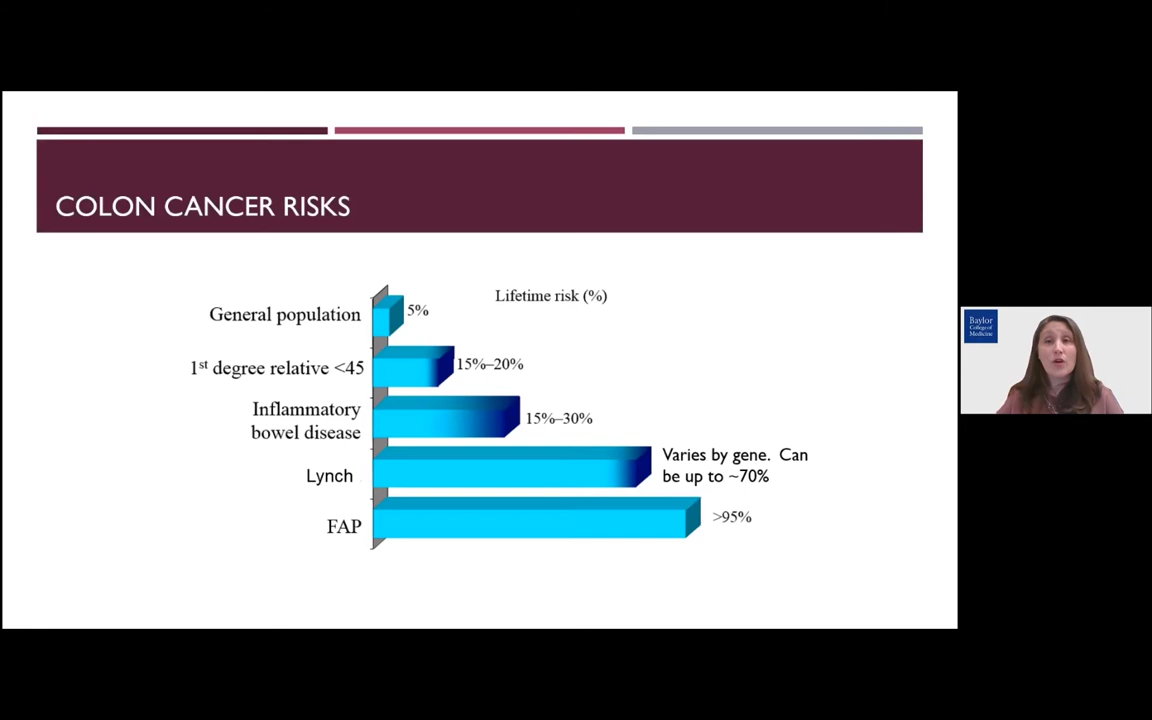 COLON CANCER RISKS
Lifetime risk (%)
General population
5%
1st degree relative <45
15%–20%
Inflammatory
bowel disease
15%–30%
Lynch
Varies by gene. Can
be up to ~70%
FAP
>95%
Baylor
College of
Medicine